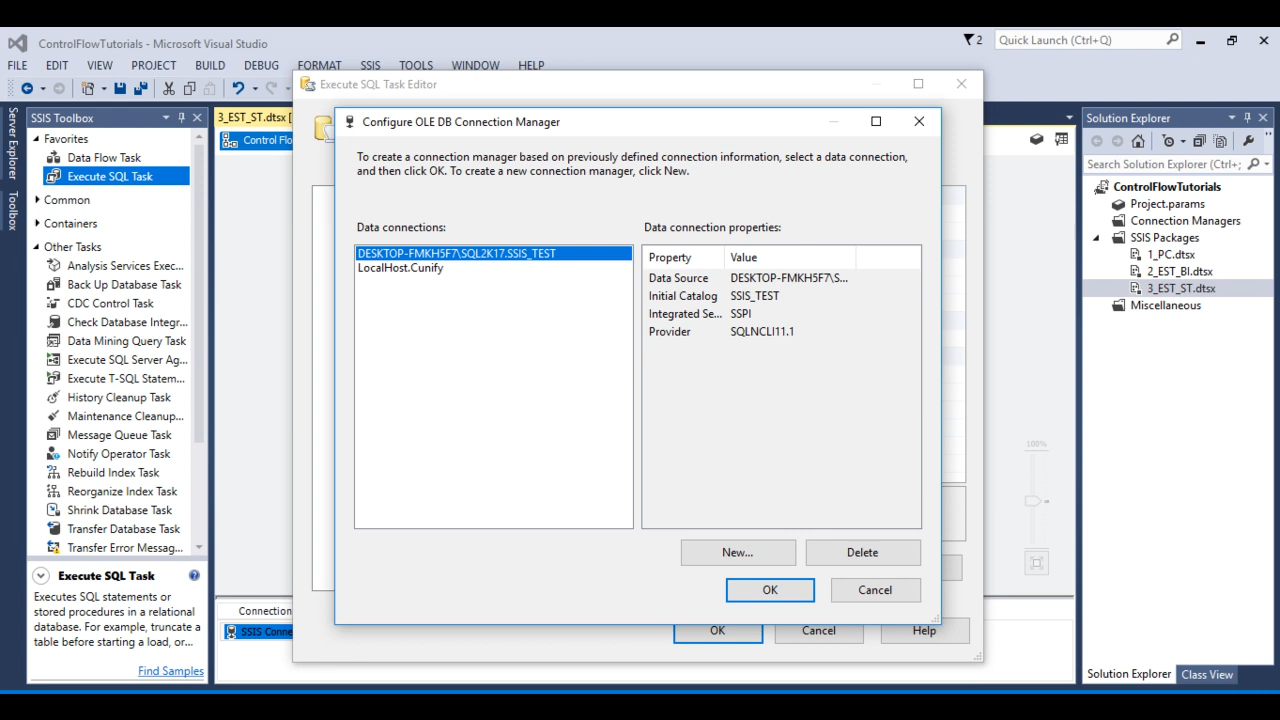 ControlFlowTutorials - Microsoft Visual Studio
2
Quick Launch (Ctrl+Q)
FILE EDIT VIEW PROJECT BUILD DEBUG FORMAT SSIS TOOLS WINDOW HELP
Server Explorer
Toolbox
SSIS Toolbox
Favorites
Data Flow Task
Execute SQL Task
Common
Containers
Other Tasks
Analysis Services Exec...
Back Up Database Task
CDC Control Task
Check Database Integr...
Data Mining Query Task
Execute SQL Server Ag...
Execute T-SQL Statem...
History Cleanup Task
Maintenance Cleanup...
Message Queue Task
Notify Operator Task
Rebuild Index Task
Reorganize Index Task
Shrink Database Task
Transfer Database Task
Transfer Error Messag...
Execute SQL Task
Executes SQL statements or
stored procedures in a relational
database. For example, truncate a
table before starting a load, or...
Find Samples
3_EST_ST.dtsx [
Control Flo
Execute SQL Task Editor
Configure OLE DB Connection Manager
To create a connection manager based on previously defined connection information, select a data connection,
and then click OK. To create a new connection manager, click New.
Data connections:
DESKTOP-FMKH5F7\SQL2K17.SSIS_TEST
LocalHost.Cunify
Data connection properties:
Property Value
Data Source DESKTOP-FMKH5F7\S...
Initial Catalog SSIS_TEST
Integrated Se... SSPI
Provider SQLNCLI11.1
New... Delete
OK Cancel
OK Cancel Help
Connection
SSIS Conne
100%
Solution Explorer
Search Solution Explorer (Ctrl+;
ControlFlowTutorials
Project.params
Connection Managers
SSIS Packages
1_PC.dtsx
2_EST_BI.dtsx
3_EST_ST.dtsx
Miscellaneous
Solution Explorer Class View